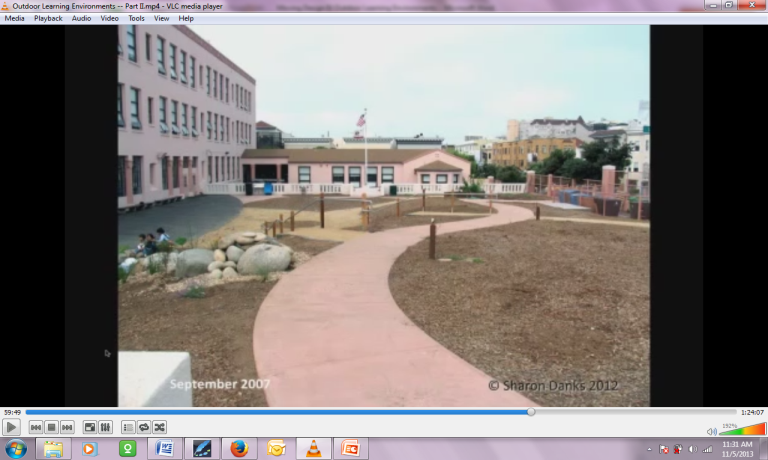 Outdoor Learning Environments -- Part II.mp4 - VLC media player
Media Playback Audio Video Tools View Help
September 2007
© Sharon Danks 2012
59:49
1:24:07
192%
11:31 AM
11/5/2013